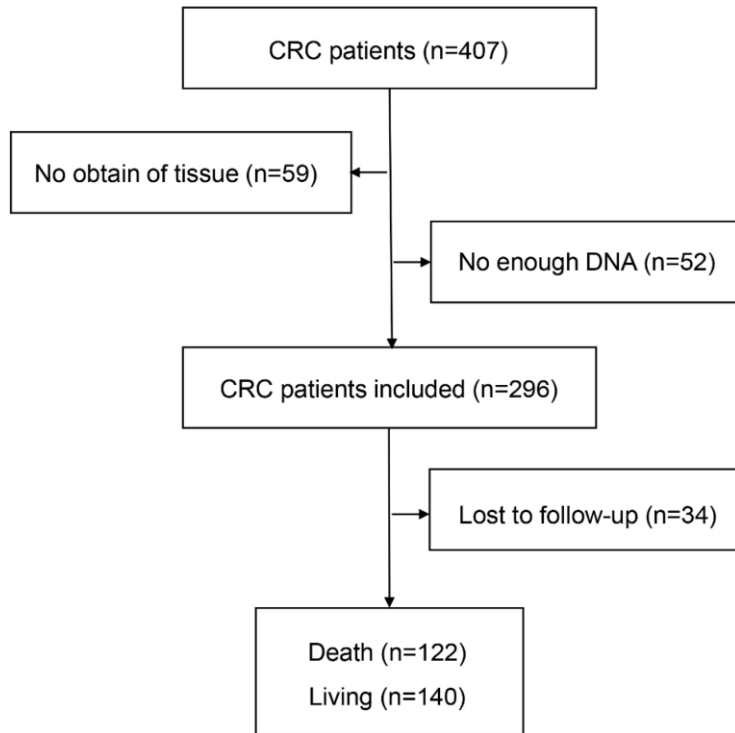 CRC patients (n=407)
No obtain of tissue (n=59)
No enough DNA (n=52)
CRC patients included (n=296)
Lost to follow-up (n=34)
Death (n=122)
Living (n=140)